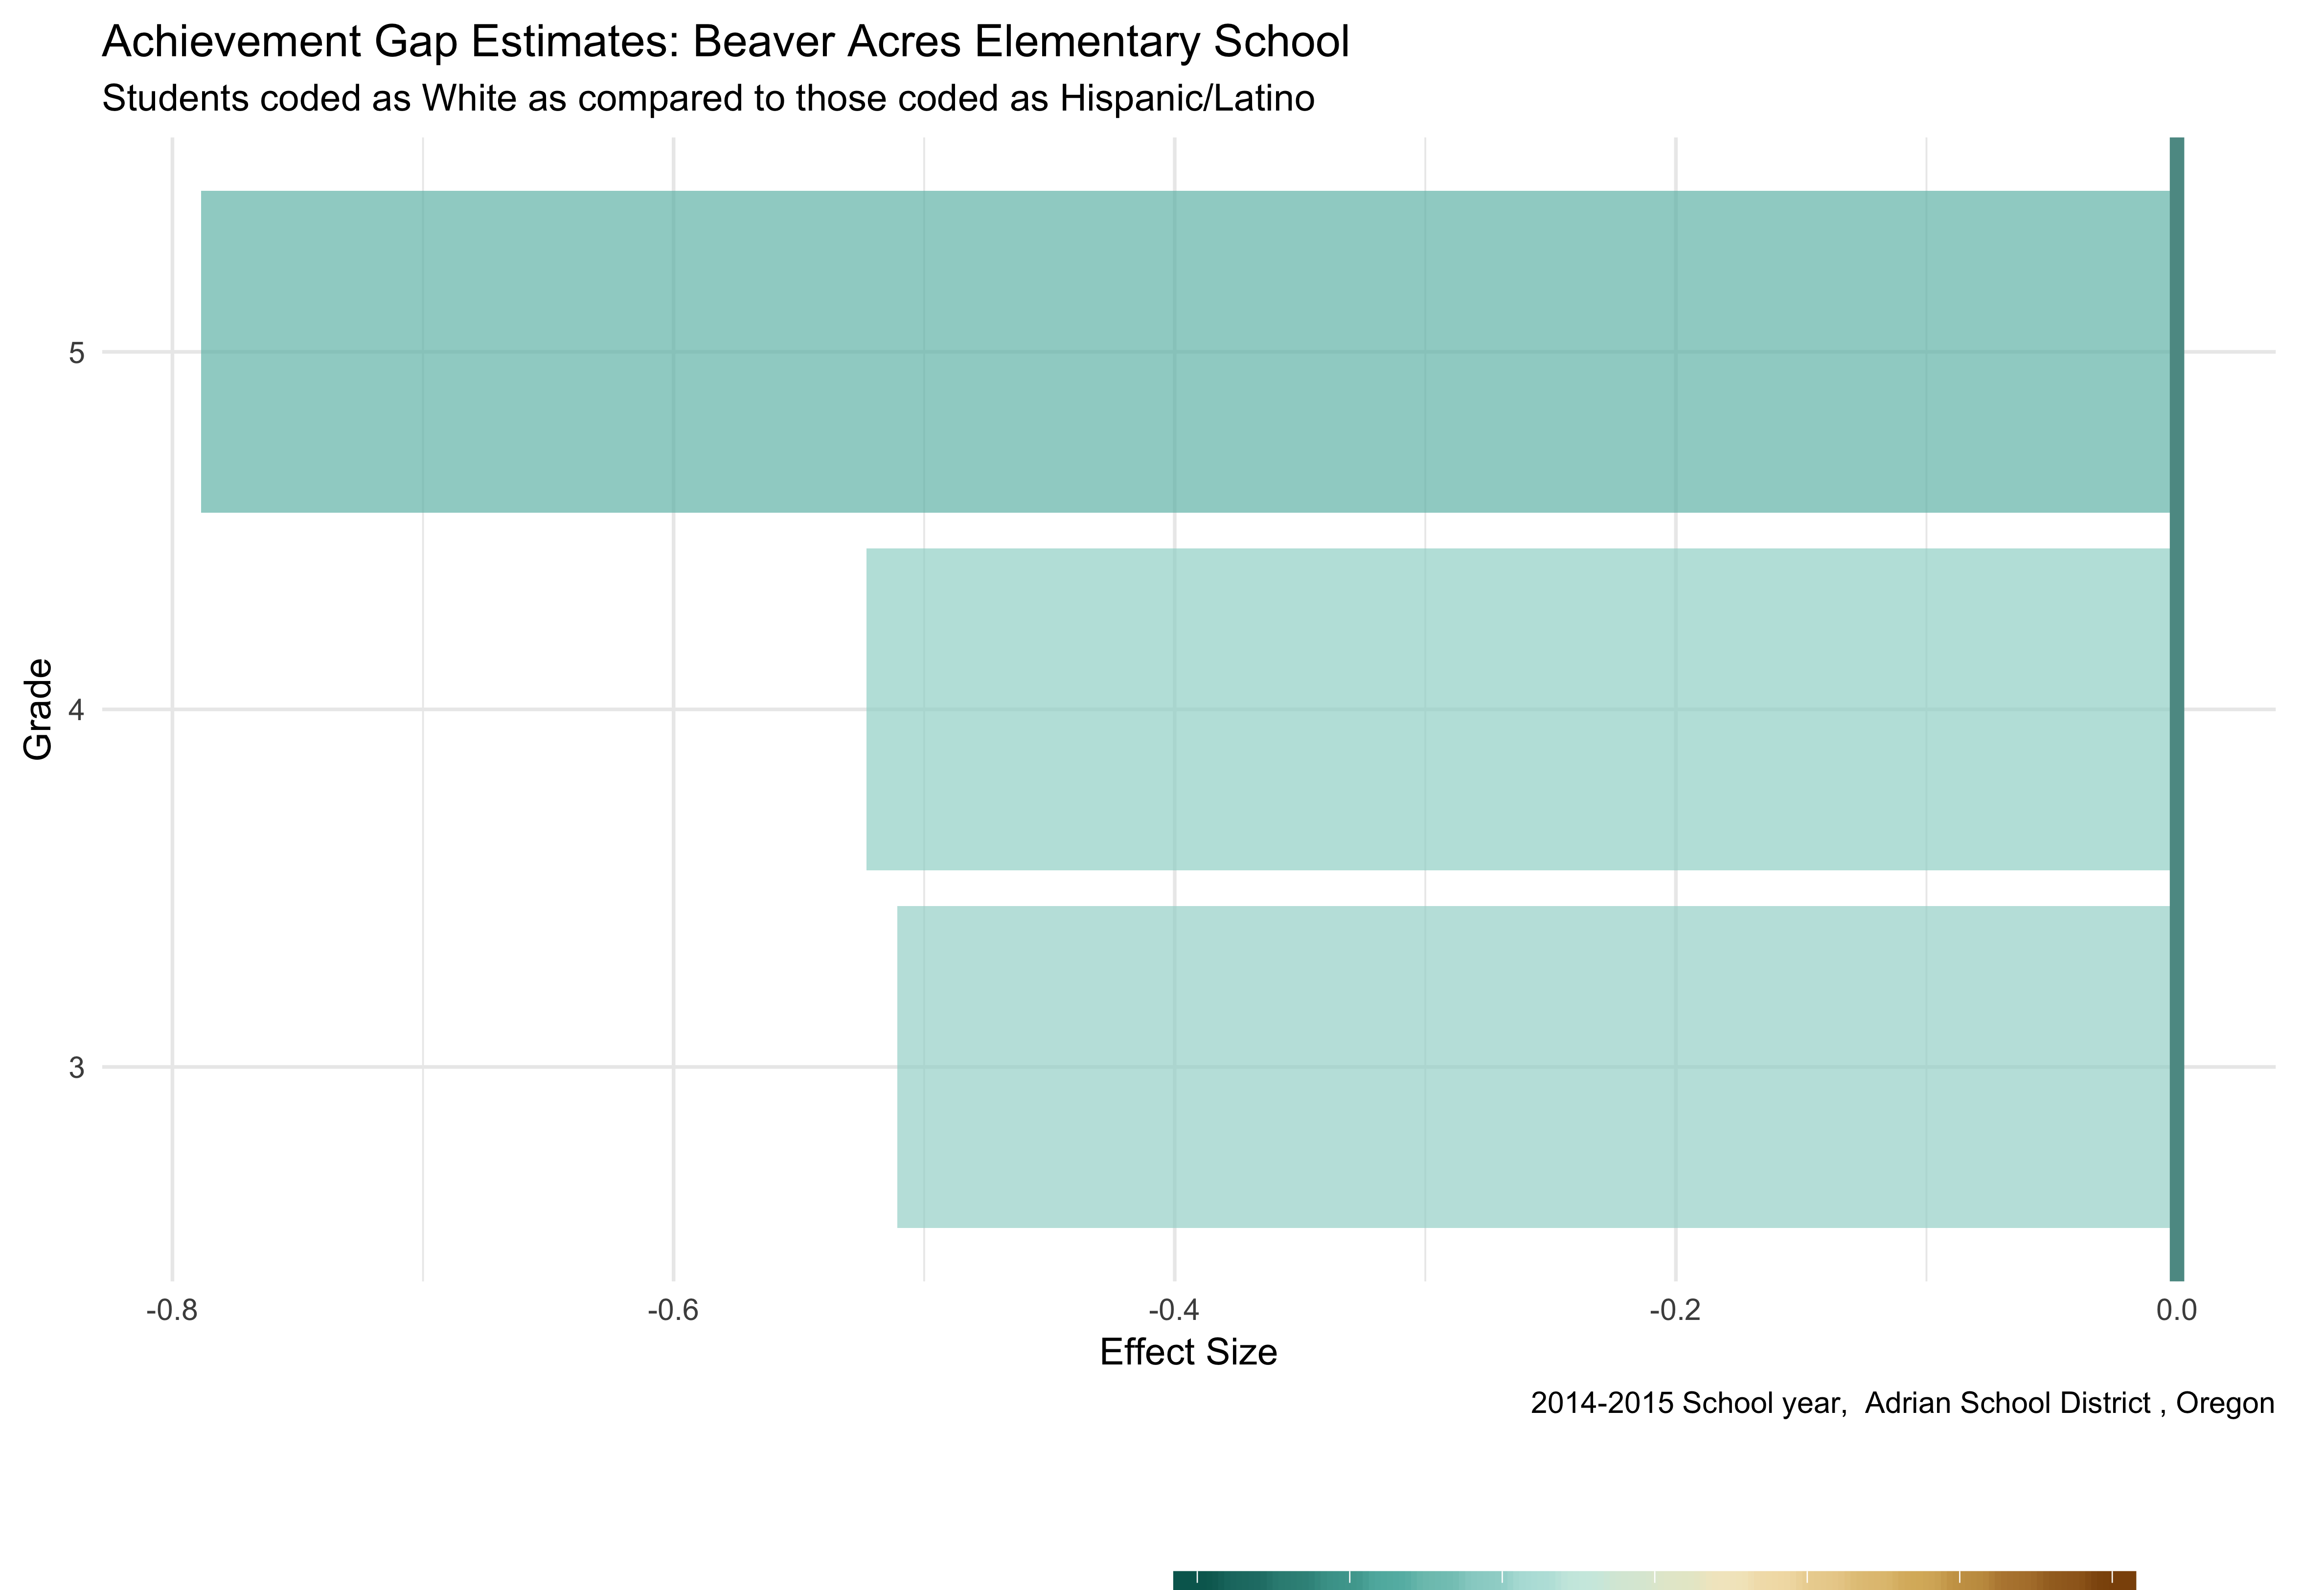 Achievement Gap Estimates: Beaver Acres Elementary School
Students coded as White as compared to those coded as Hispanic/Latino
5
4
3
Grade
-0.8 -0.6 -0.4 -0.2 0.0
Effect Size
2014-2015 School year,  Adrian School District , Oregon